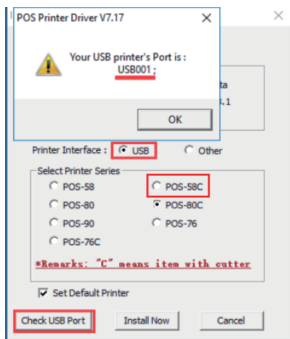 POS Printer Driver V7.17
Your USB printer's Port is :
USB001 ;
ta
.1
OK
Printer Interface : USB Other
Select Printer Series
POS-58 POS-58C
POS-80 POS-80C
POS-90 POS-76
POS-76C
*Remarks: "C" means item with cutter
Set Default Printer
Check USB Port Install Now Cancel